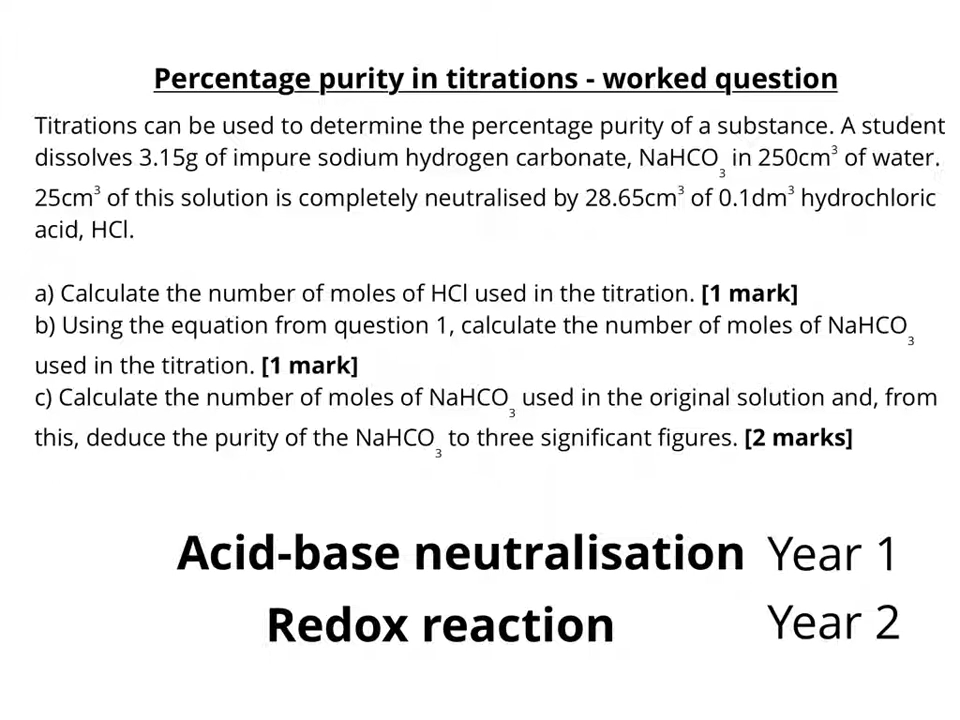 Percentage purity in titrations - worked question
Titrations can be used to determine the percentage purity of a substance. A student
dissolves 3.15g of impure sodium hydrogen carbonate, NaHCO₃ in 250cm³ of water.
25cm³ of this solution is completely neutralised by 28.65cm³ of 0.1dm³ hydrochloric
acid, HCl.
a) Calculate the number of moles of HCl used in the titration. [1 mark]
b) Using the equation from question 1, calculate the number of moles of NaHCO₃
used in the titration. [1 mark]
c) Calculate the number of moles of NaHCO₃ used in the original solution and, from
this, deduce the purity of the NaHCO₃ to three significant figures. [2 marks]
Acid-base neutralisation Year 1
Redox reaction Year 2